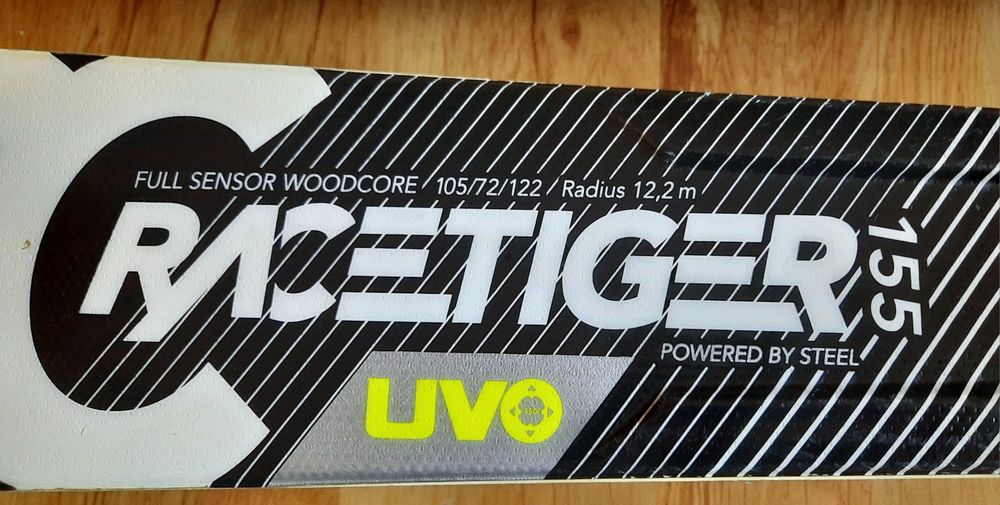 FULL SENSOR WOODCORE 105/72/122 Radius 12,2 m
RACETIGER
155
POWERED BY STEEL
UVO